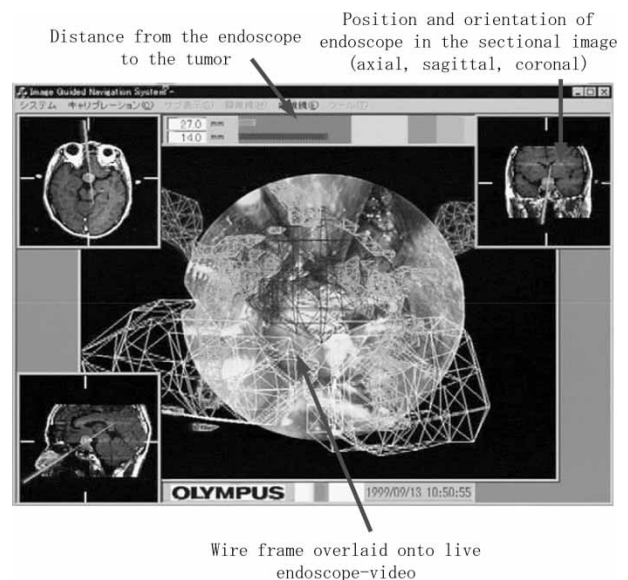 Distance from the endoscope
to the tumor
Position and orientation of
endoscope in the sectional image
(axial, sagittal, coronal)
Image Guided Navigation System
システム キャリブレーション(C)
27.0 mm
14.0 mm
OLYMPUS 1999/09/13 10:50:55
Wire frame overlaid onto live
endoscope-video